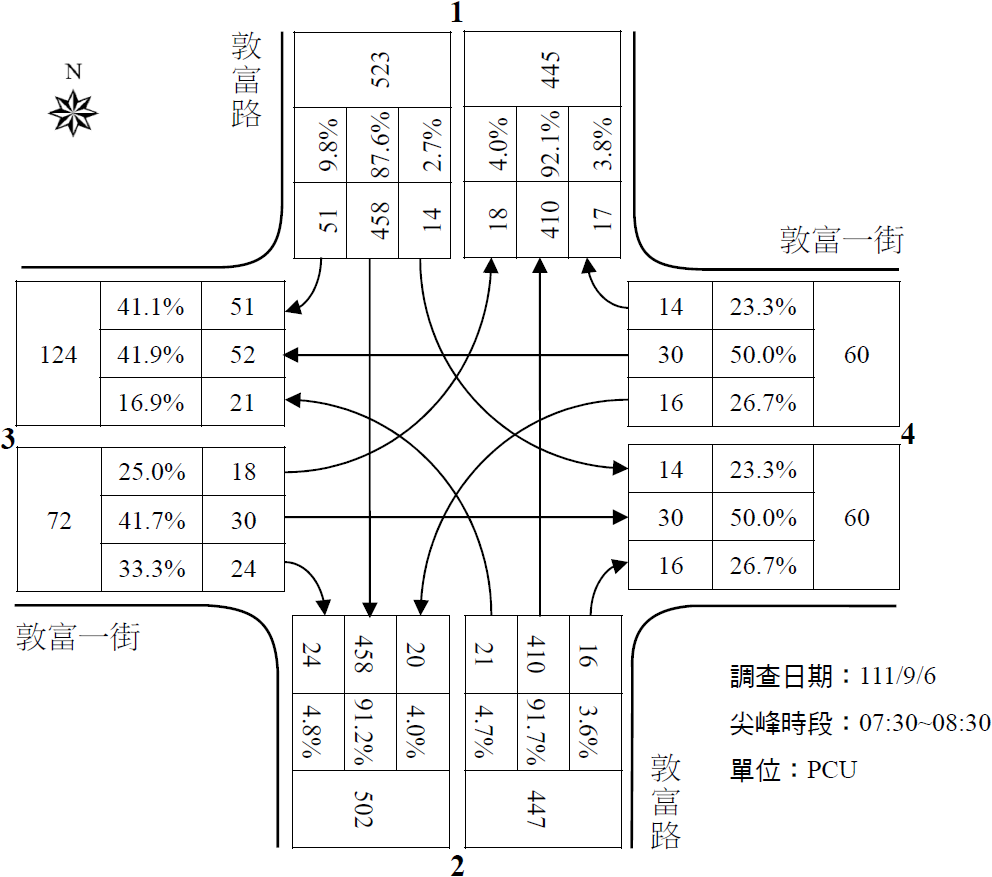 1
N
敦富路
523
445
9.8% 87.6% 2.7%
4.0% 92.1% 3.8%
51 458 14
18 410 17
敦富一街
124
41.1% 51
41.9% 52
16.9% 21
14 23.3%
30 50.0%
16 26.7%
60
3
4
72
25.0% 18
41.7% 30
33.3% 24
14 23.3%
30 50.0%
16 26.7%
60
敦富一街
24 458 20
21 410 16
4.8% 91.2% 4.0%
4.7% 91.7% 3.6%
502
447
敦富路
2
調查日期：111/9/6
尖峰時段：07:30~08:30
單位：PCU